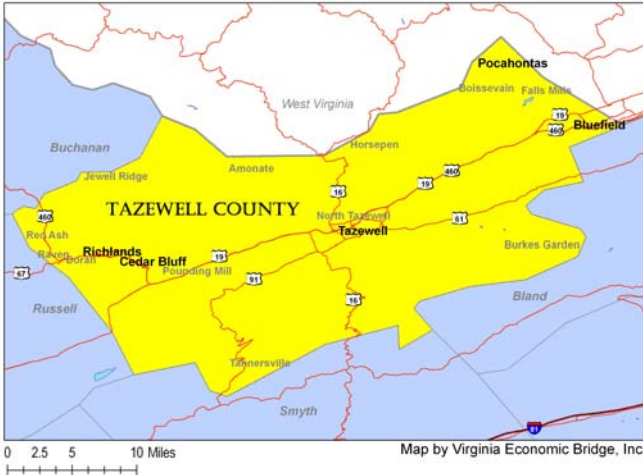 Pocahontas
Boissevain
Falls Mills
West Virginia
19
Bluefield
460
Horsepen
Buchanan
Amonate
Jewell Ridge
460
16
19
TAZEWELL COUNTY
460
North Tazewell
61
Red Ash
Tazewell
Richlands
Burkes Garden
Raven
Doran
Cedar Bluff
19
Pounding Mill
67
91
16
Bland
Russell
Tannersville
Smyth
81
0 2.5 5 10 Miles
Map by Virginia Economic Bridge, Inc